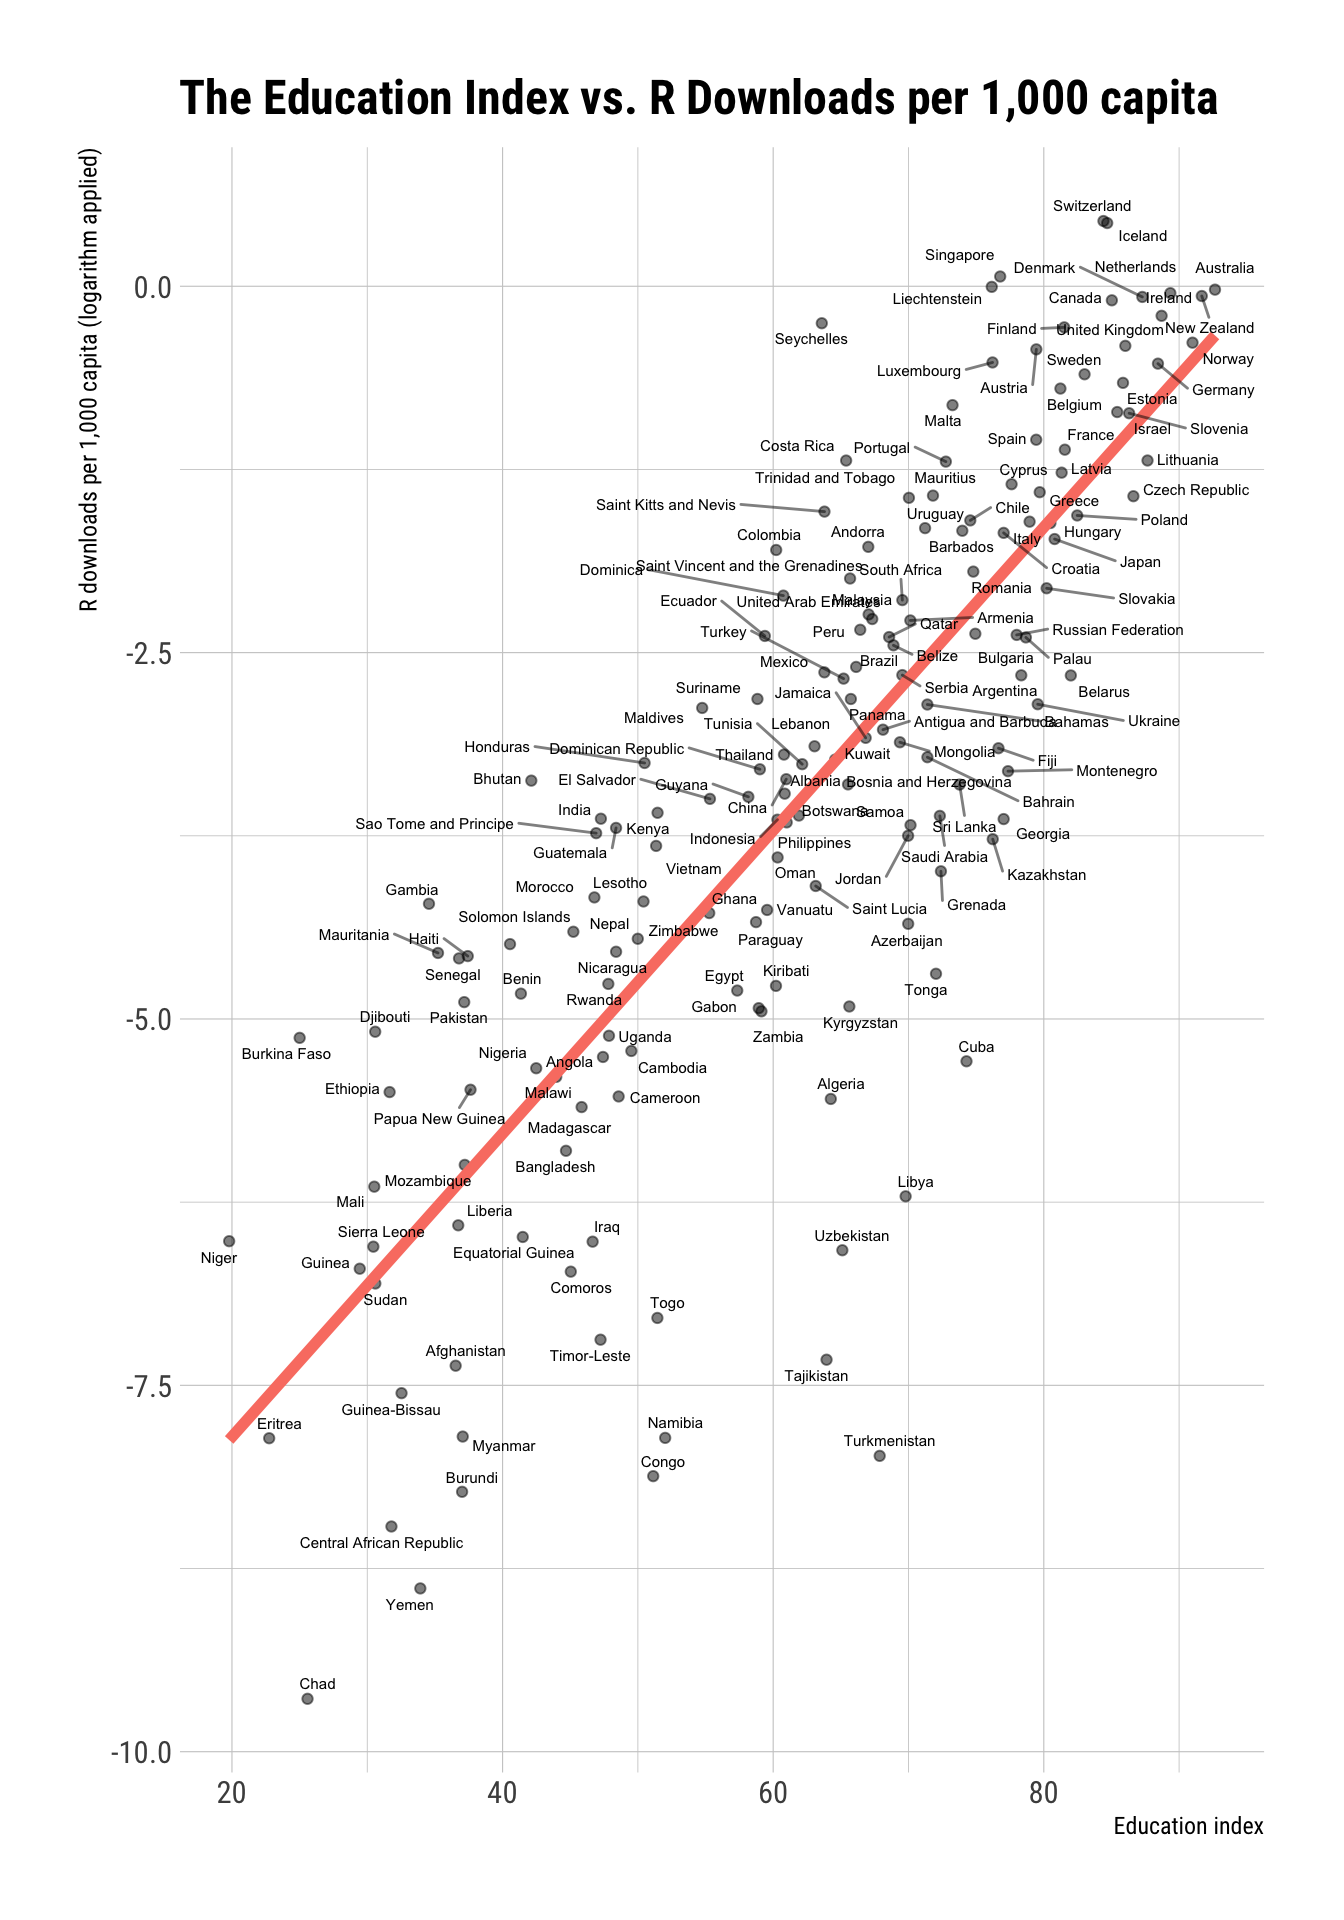 The Education Index vs. R Downloads per 1,000 capita
R downloads per 1,000 capita (logarithm applied)
Switzerland
Iceland
Singapore
Denmark
Netherlands
Australia
0.0
Liechtenstein
Canada
Ireland
Finland
United Kingdom
New Zealand
Seychelles
Sweden
Norway
Luxembourg
Austria
Germany
Belgium
Estonia
Malta
Israel
Slovenia
Spain
France
Costa Rica
Portugal
Lithuania
Cyprus
Latvia
Trinidad and Tobago
Mauritius
Czech Republic
Saint Kitts and Nevis
Greece
Chile
Uruguay
Poland
Colombia
Andorra
Hungary
Italy
Barbados
Japan
Saint Vincent and the Grenadines
Dominica
South Africa
Croatia
Romania
Slovakia
Ecuador
United Arab Emirates
Malaysia
Armenia
Qatar
Turkey
Peru
Russian Federation
-2.5
Mexico
Brazil
Belize
Bulgaria
Palau
Suriname
Jamaica
Serbia
Argentina
Belarus
Maldives
Tunisia
Lebanon
Panama
Antigua and Barbuda
Bahamas
Ukraine
Honduras
Dominican Republic
Thailand
Kuwait
Mongolia
Fiji
Montenegro
Bhutan
El Salvador
Guyana
Albania
Bosnia and Herzegovina
Bahrain
India
China
Botswana
Samoa
Sao Tome and Principe
Kenya
Sri Lanka
Georgia
Indonesia
Philippines
Guatemala
Saudi Arabia
Vietnam
Oman
Jordan
Kazakhstan
Gambia
Morocco
Lesotho
Ghana
Vanuatu
Saint Lucia
Grenada
Solomon Islands
Nepal
Zimbabwe
Mauritania
Haiti
Paraguay
Azerbaijan
Senegal
Benin
Nicaragua
Egypt
Kiribati
Tonga
Rwanda
Gabon
-5.0
Djibouti
Pakistan
Kyrgyzstan
Uganda
Zambia
Burkina Faso
Nigeria
Angola
Cambodia
Cuba
Ethiopia
Malawi
Cameroon
Algeria
Papua New Guinea
Madagascar
Bangladesh
Mozambique
Libya
Mali
Liberia
Sierra Leone
Iraq
Uzbekistan
Niger
Guinea
Equatorial Guinea
Comoros
Sudan
Togo
Afghanistan
Timor-Leste
Tajikistan
-7.5
Guinea-Bissau
Eritrea
Namibia
Myanmar
Turkmenistan
Burundi
Congo
Central African Republic
Yemen
Chad
-10.0
20
40
60
80
Education index